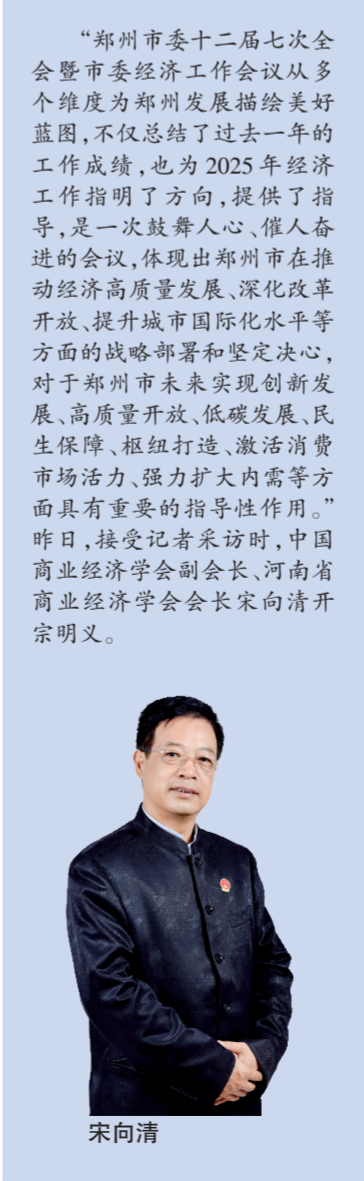 “郑州市委十二届七次全
会暨市委经济工作会议从多
个维度为郑州发展描绘美好
蓝图,不仅总结了过去一年的
工作成绩,也为2025年经济
工作指明了方向,提供了指
导,是一次鼓舞人心、催人奋
进的会议,体现出郑州市在推
动经济高质量发展、深化改革
开放、提升城市国际化水平等
方面的战略部署和坚定决心,
对于郑州市未来实现创新发
展、高质量开放、低碳发展、民
生保障、枢纽打造、激活消费
市场活力、强力扩大内需等方
面具有重要的指导性作用。”
昨日,接受记者采访时,中国
商业经济学会副会长、河南省
商业经济学会会长宋向清开
宗明义。
宋向清